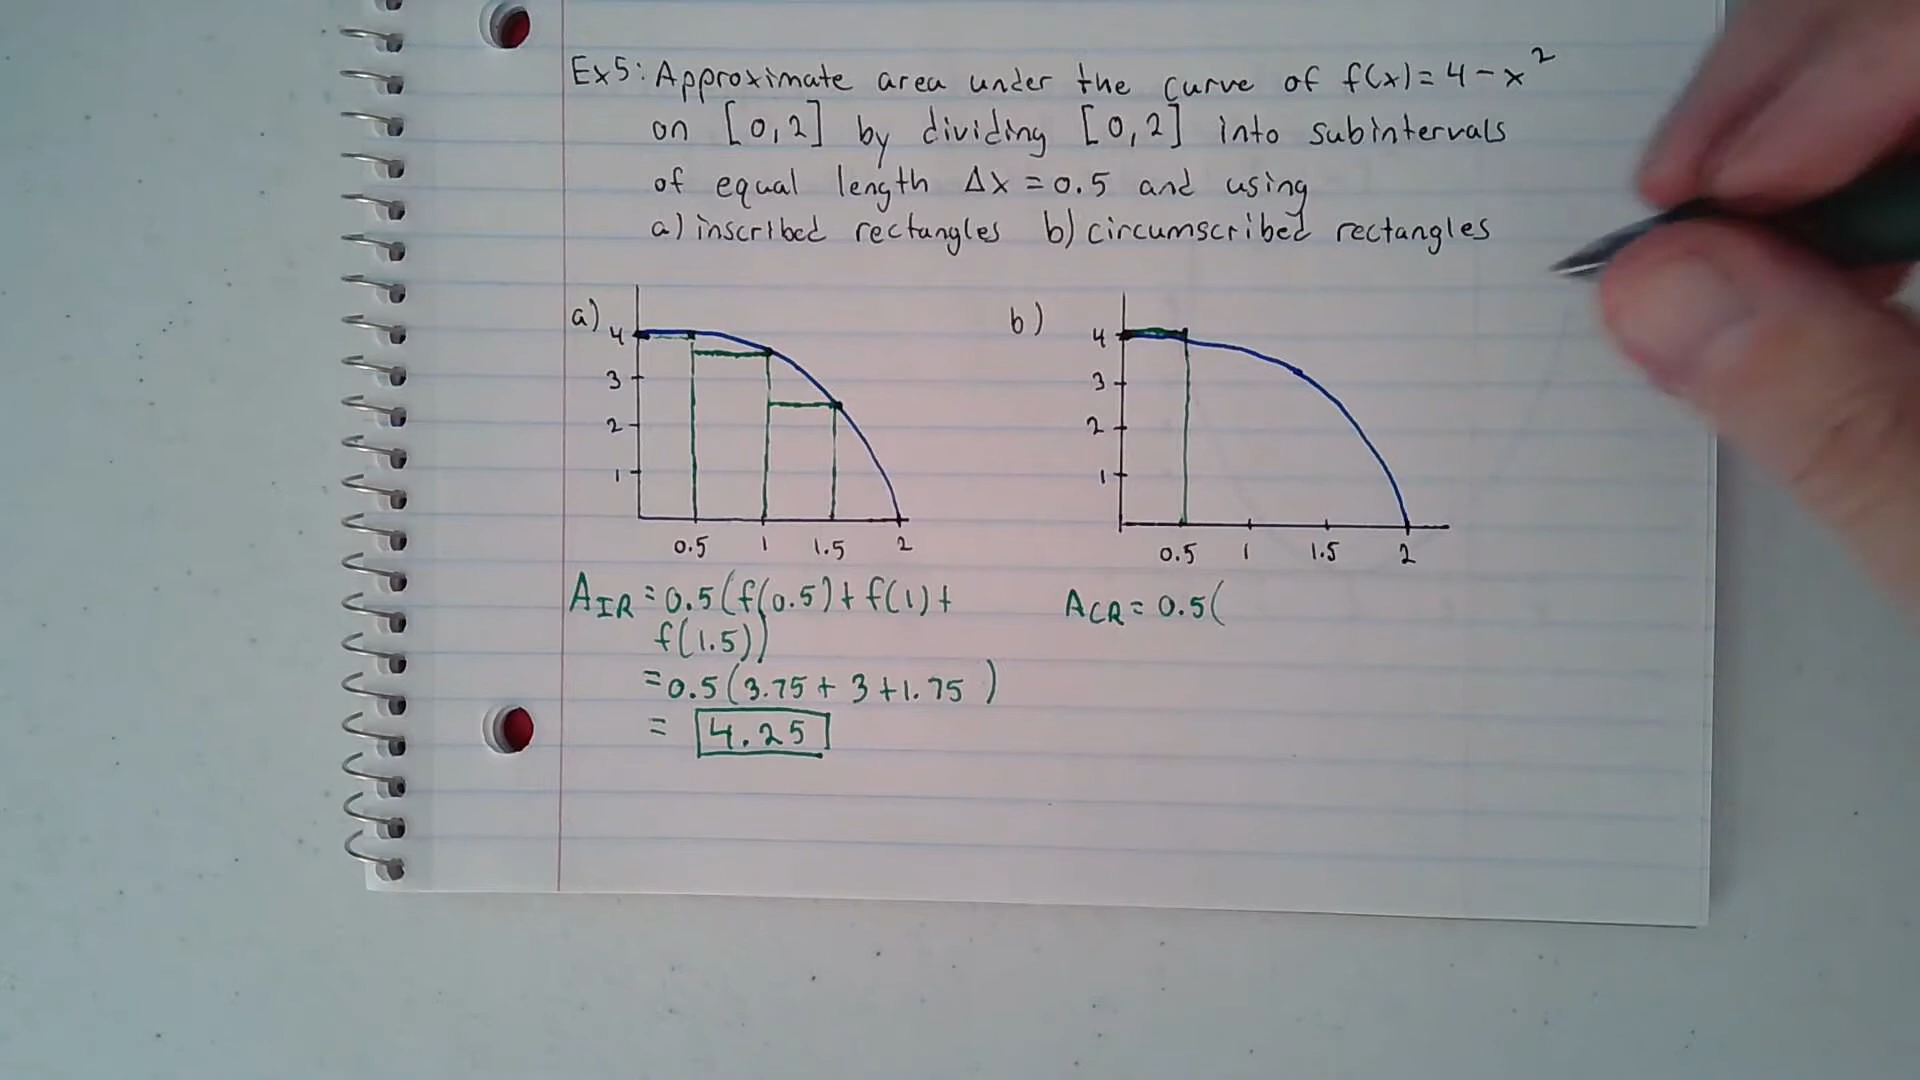 Ex5: Approximate area under the curve of f(x)=4-x²
on [0,2] by dividing [0,2] into subintervals
of equal length Δx=0.5 and using
a) inscribed rectangles b) circumscribed rectangles
a)
4
3
2
1
0.5 1 1.5 2
b)
4
3
2
1
0.5 1 1.5 2
A_IR=0.5(f(0.5)+f(1)+
f(1.5))
=0.5(3.75+3+1.75)
= 4.25
A_CR=0.5(